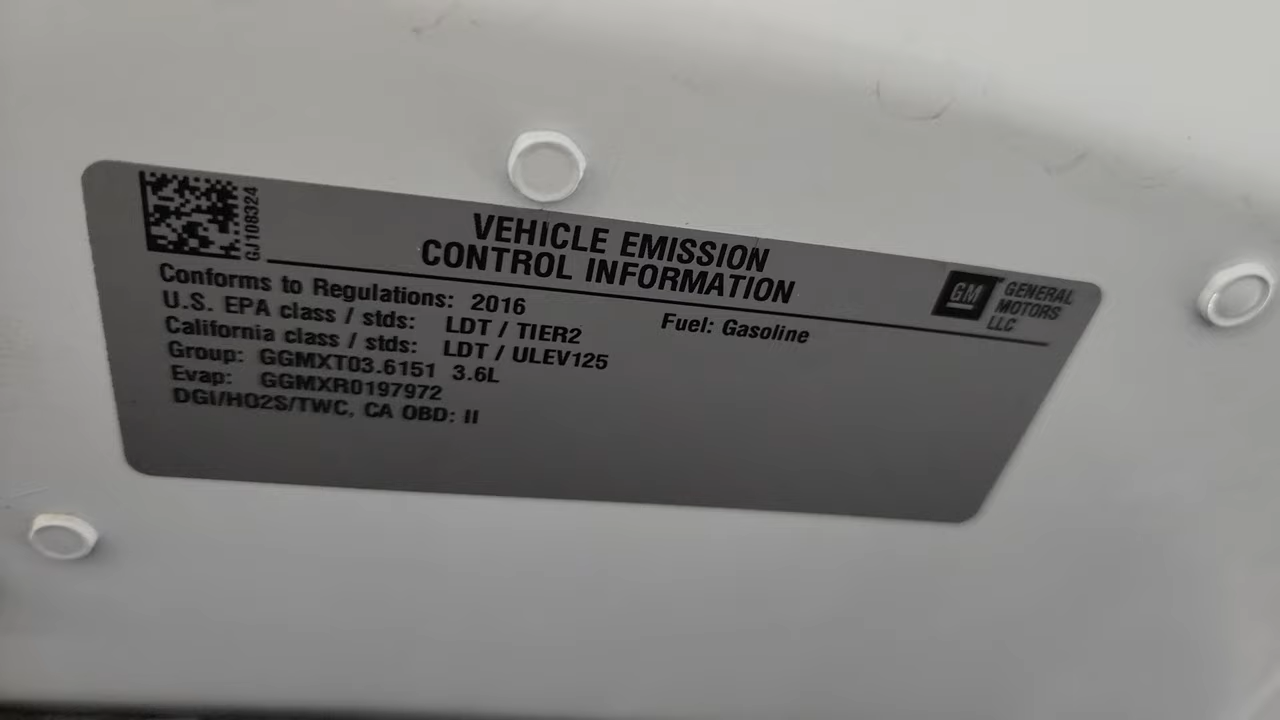 GJ108324
VEHICLE EMISSION
CONTROL INFORMATION
GM
GENERAL
MOTORS
LLC
Conforms to Regulations: 2016
Fuel: Gasoline
U.S. EPA class / stds: LDT / TIER2
California class / stds: LDT / ULEV125
Group: GGMXT03.6151 3.6L
Evap: GGMXR0197972
DGI/HO2S/TWC, CA OBD: II